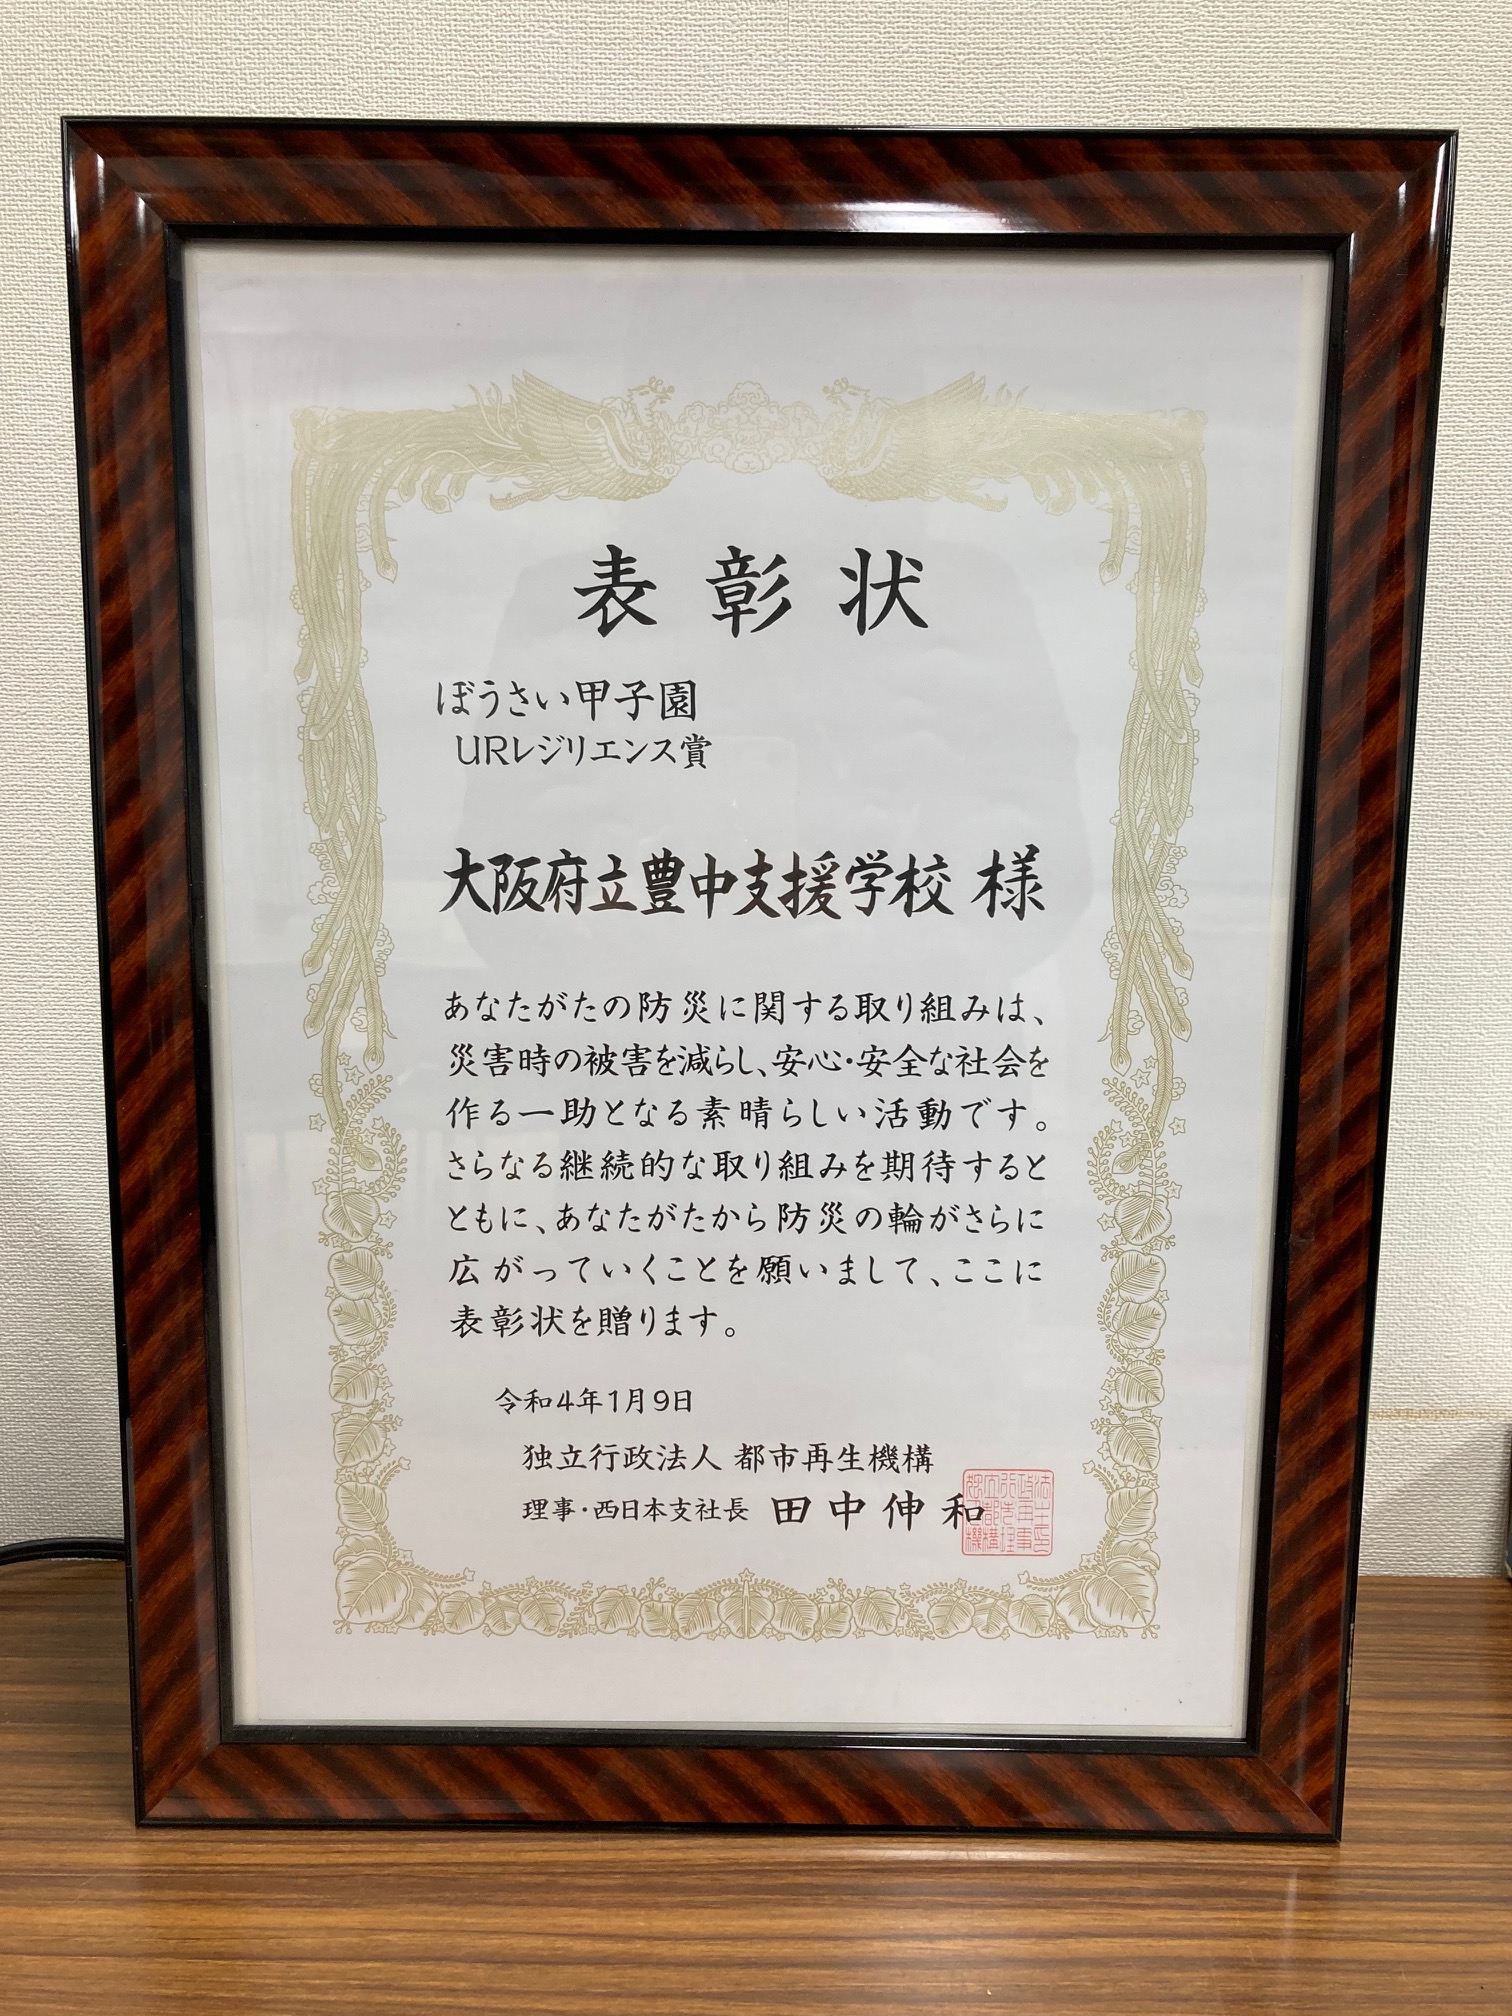 表彰状
ぼうさい甲子園
URレジリエンス賞
大阪府立豊中支援学校 様
あなたがたの防災に関する取り組みは、
災害時の被害を減らし、安心・安全な社会を
作る一助となる素晴らしい活動です。
さらなる継続的な取り組みを期待すると
ともに、あなたがたから防災の輪がさらに
広がっていくことを願いまして、ここに
表彰状を贈ります。
令和4年1月9日
独立行政法人 都市再生機構
理事・西日本支社長 田中伸和